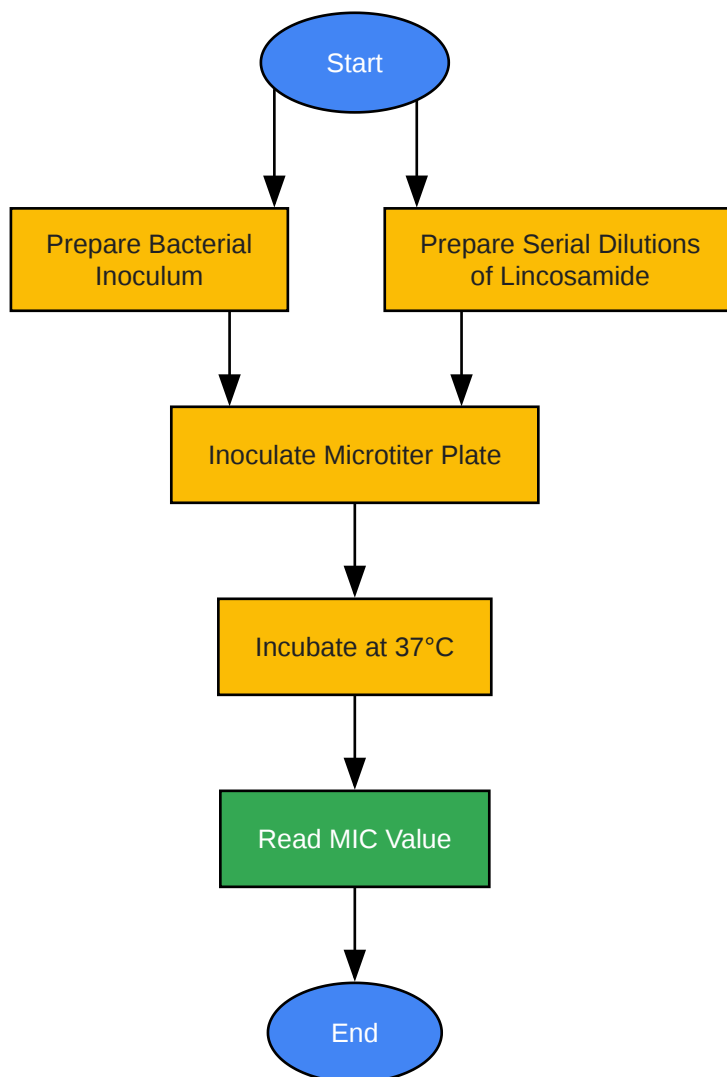 Start
Prepare Bacterial
Inoculum
Prepare Serial Dilutions
of Lincosamide
Inoculate Microtiter Plate
Incubate at 37°C
Read MIC Value
End